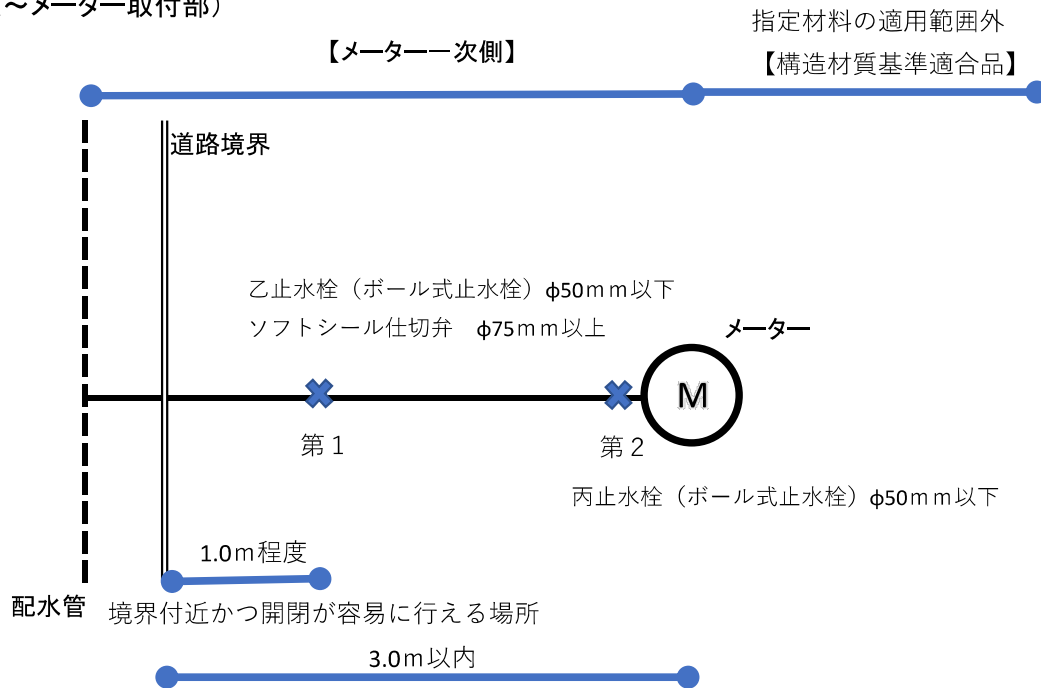 ～メーター取付部）
指定材料の適用範囲外
【メーター一次側】
【構造材質基準適合品】
道路境界
乙止水栓（ボール式止水栓）ϕ50ｍｍ以下
ソフトシール仕切弁　ϕ75ｍｍ以上
メーター
M
第１
第２
丙止水栓（ボール式止水栓）ϕ50ｍｍ以下
1.0ｍ程度
配水管
境界付近かつ開閉が容易に行える場所
3.0ｍ以内